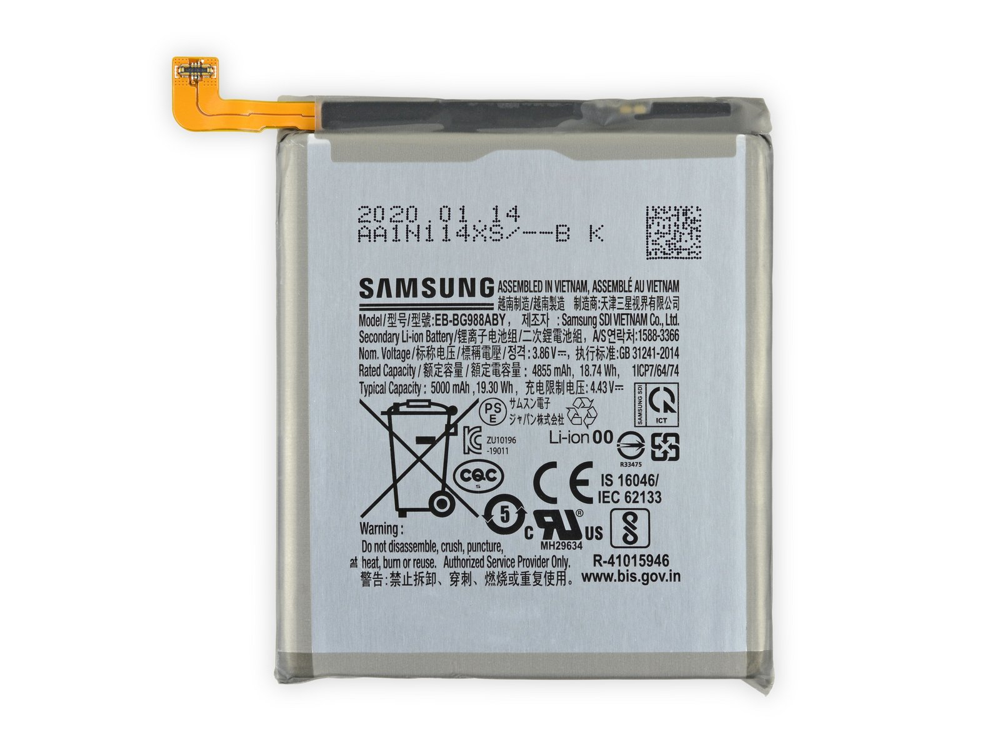 2020.01.14
AA1N114XS/--B K
SAMSUNG ASSEMBLED IN VIETNAM, ASSEMBLÉ AU VIETNAM
越南制造/越南製造 制造商:天津三星视界有限公司
Model/型号/型號:EB-BG988ABY, 제조자 : Samsung SDI VIETNAM Co., Ltd.
Secondary Li-ion Battery/锂离子电池组/二次鋰電池組, A/S연락처:1588-3366
Nom. Voltage/标称电压/標稱電壓/정격:3.86V⎓, 执行标准:GB 31241-2014
Rated Capacity/额定容量/額定電容量: 4855 mAh, 18.74 Wh, 1ICP7/64/74
Typical Capacity: 5000 mAh, 19.30 Wh, 充电限制电压:4.43V⎓
PS
E
サムスン電子
ジャパン株式会社
SAMSUNG SDI
ICT
ZU10196
-19011
Li-ion 00
R33475
CQC
S
CE
IS 16046/
IEC 62133
5
c RU® US
MH29634
Warning :
Do not disassemble, crush, puncture,
heat, burn or reuse. Authorized Service Provider Only.
警告:禁止拆卸、穿刺、燃烧或重复使用。
R-41015946
www.bis.gov.in